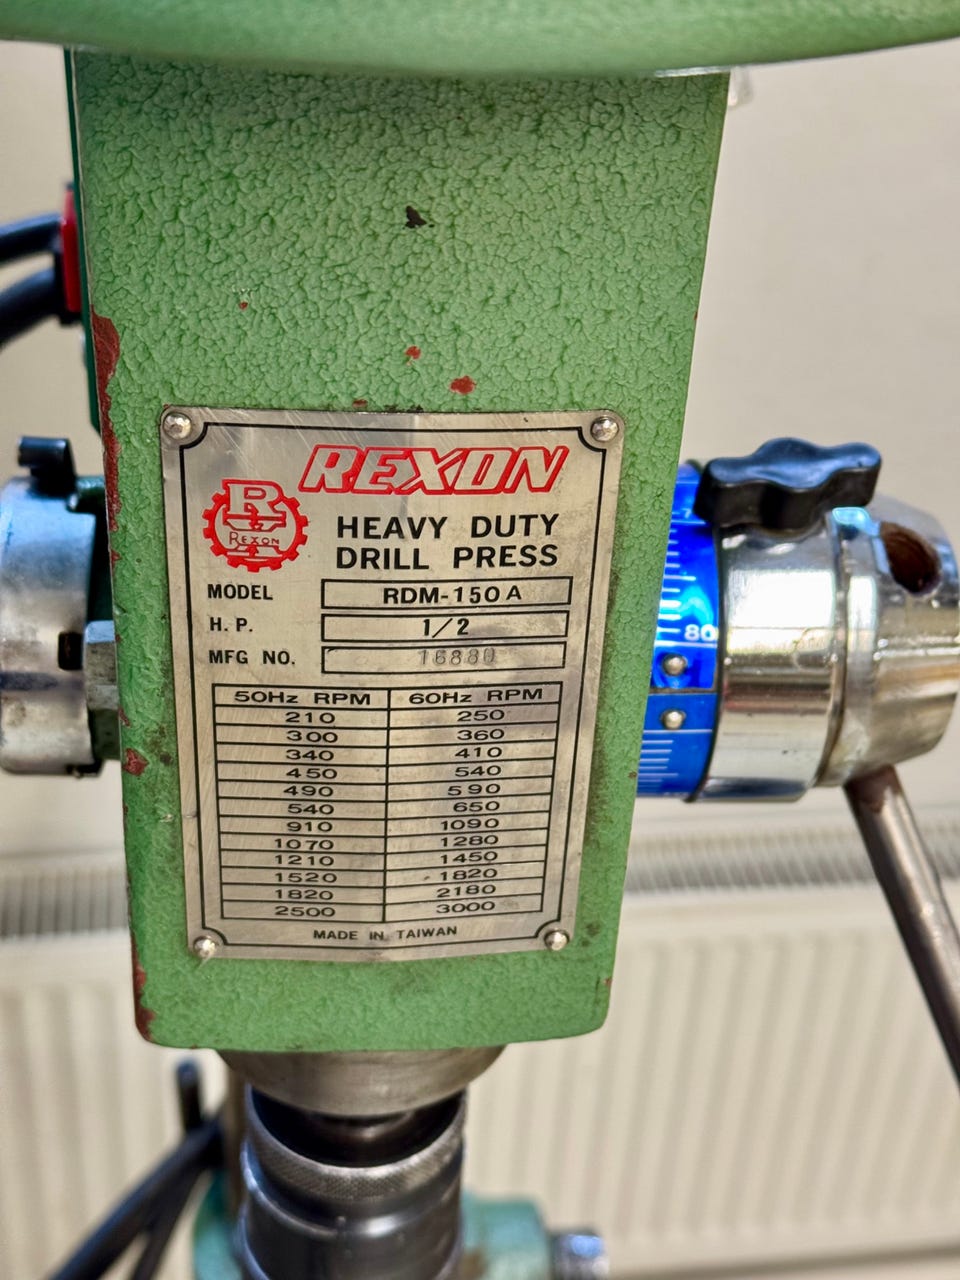 REXON
R
REXON
HEAVY DUTY
DRILL PRESS
MODEL RDM-150A
H. P. 1/2
MFG NO. 16880
50Hz RPM 60Hz RPM
210 250
300 360
340 410
450 540
490 590
540 650
910 1090
1070 1280
1210 1450
1520 1820
1820 2180
2500 3000
MADE IN TAIWAN
80